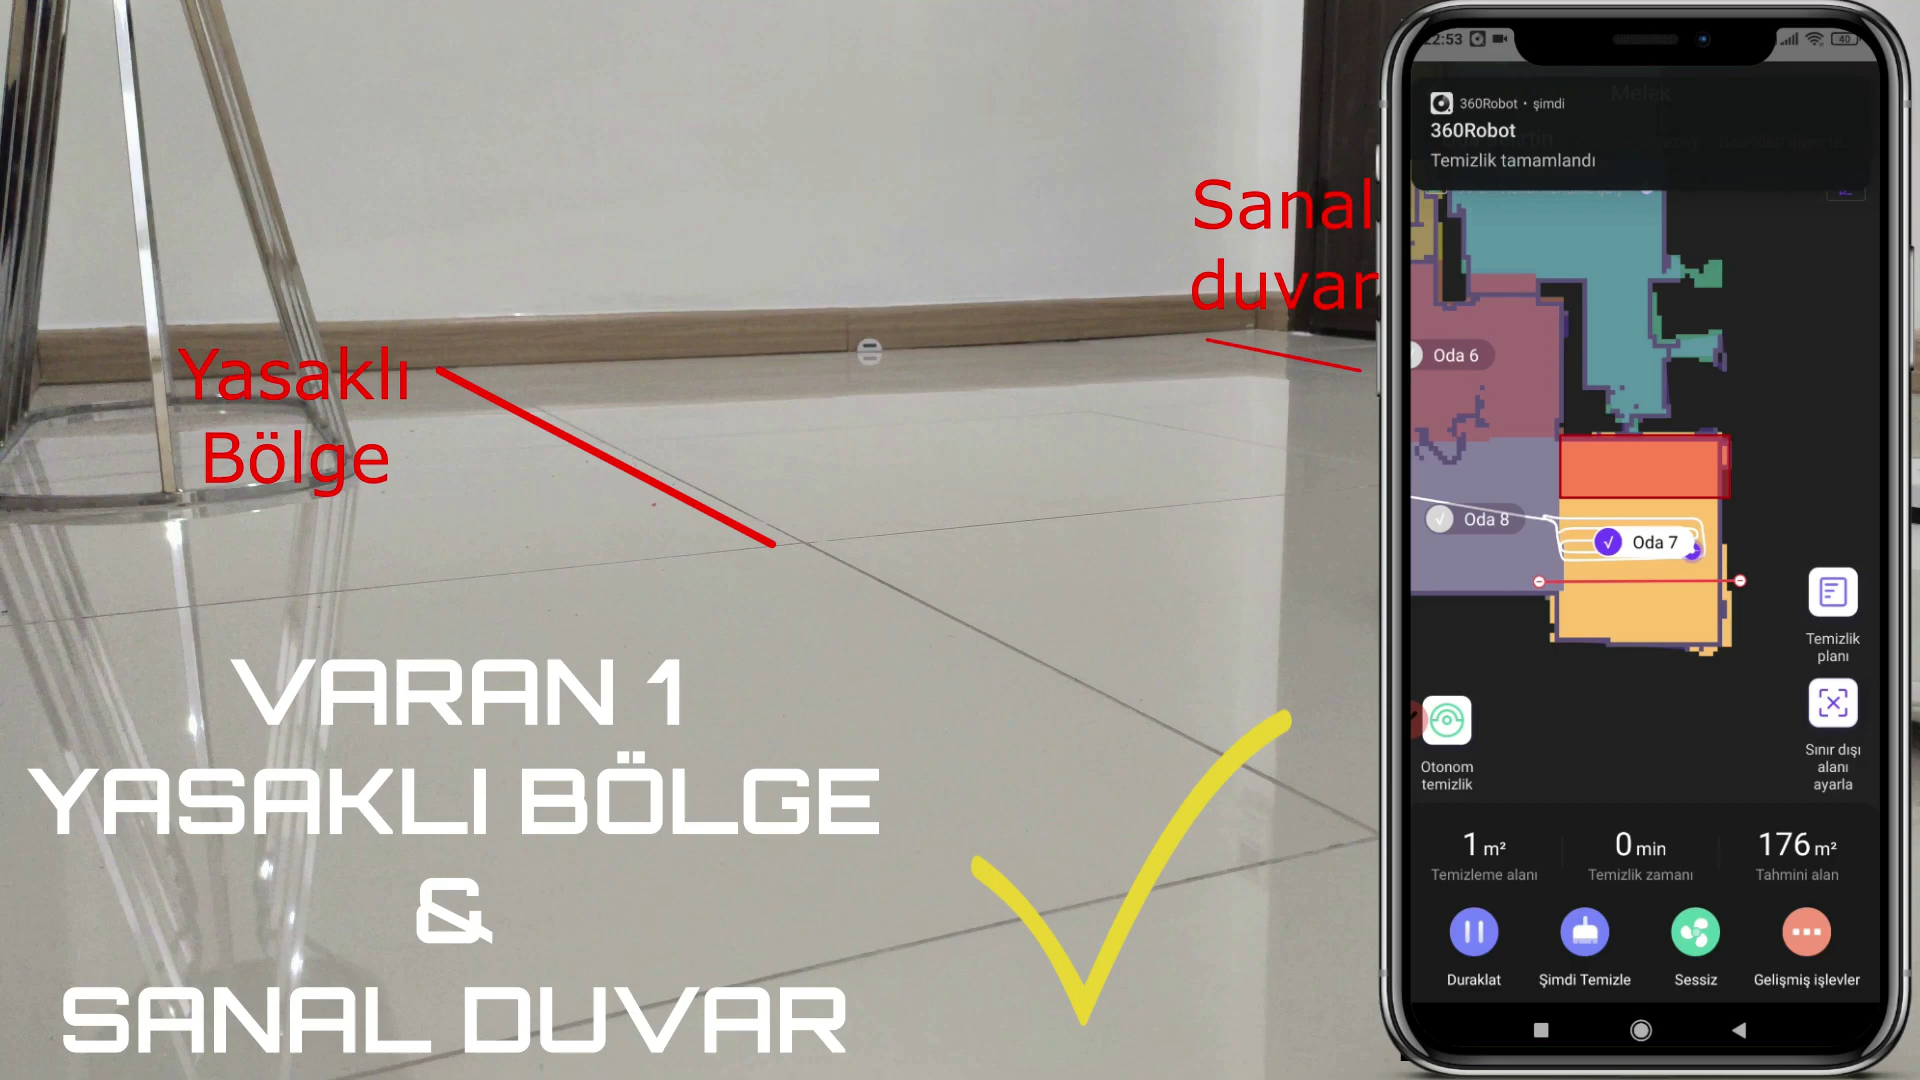 Yasaklı
Bölge
Sanal
duvar
VARAN 1
YASAKLI BÖLGE
&
SANAL DUVAR
2:53
40
360Robot • şimdi
360Robot
Temizlik tamamlandı
Melek
Oda 6
Oda 8
Oda 7
Temizlik
planı
Sınır dışı
alanı
ayarla
Otonom
temizlik
1 m²
Temizleme alanı
0 min
Temizlik zamanı
176 m²
Tahmini alan
Duraklat
Şimdi Temizle
Sessiz
Gelişmiş işlevler